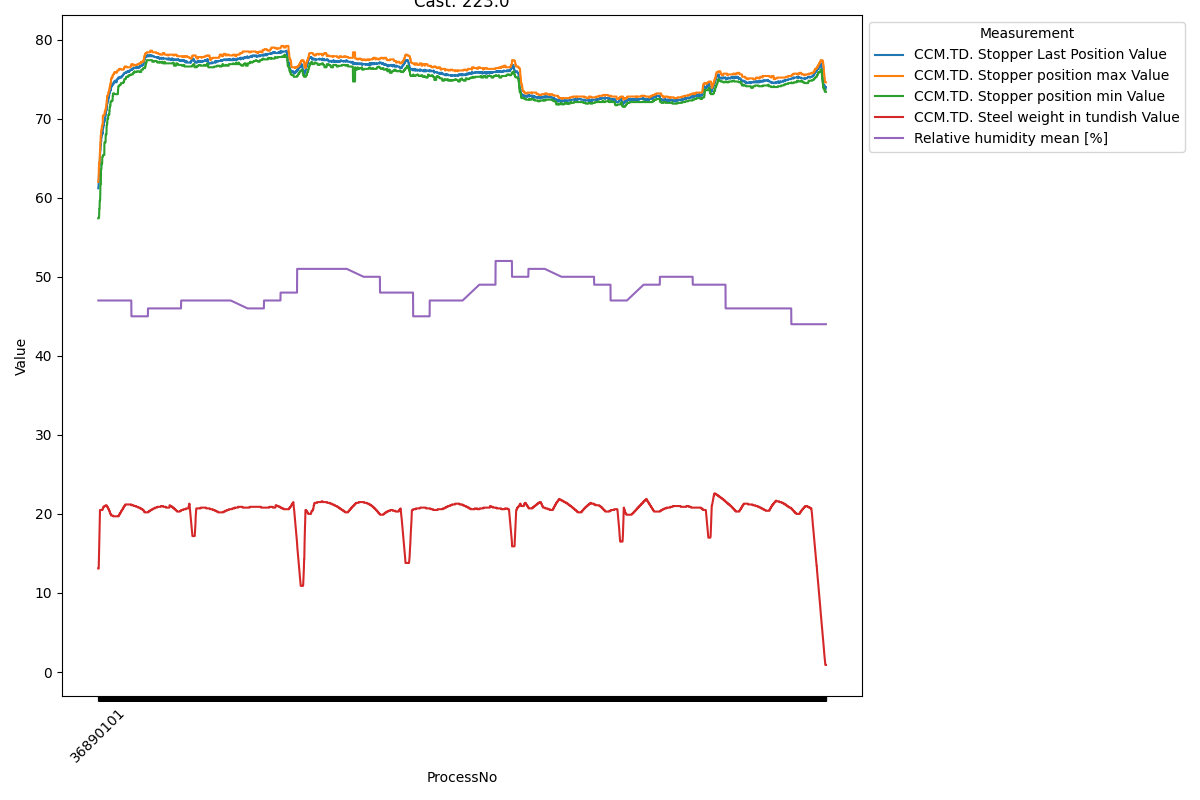 Cast: 223.0
Measurement
CCM.TD. Stopper Last Position Value
CCM.TD. Stopper position max Value
CCM.TD. Stopper position min Value
CCM.TD. Steel weight in tundish Value
Relative humidity mean [%]
80
70
60
50
40
30
20
10
0
Value
36890101
ProcessNo